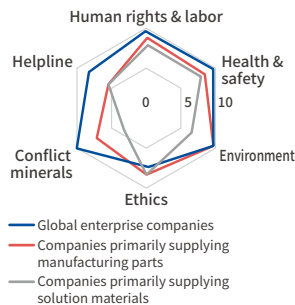 Human rights & labor
Helpline
Health &
safety
0
5
10
Environment
Conflict
minerals
Ethics
Global enterprise companies
Companies primarily supplying
manufacturing parts
Companies primarily supplying
solution materials